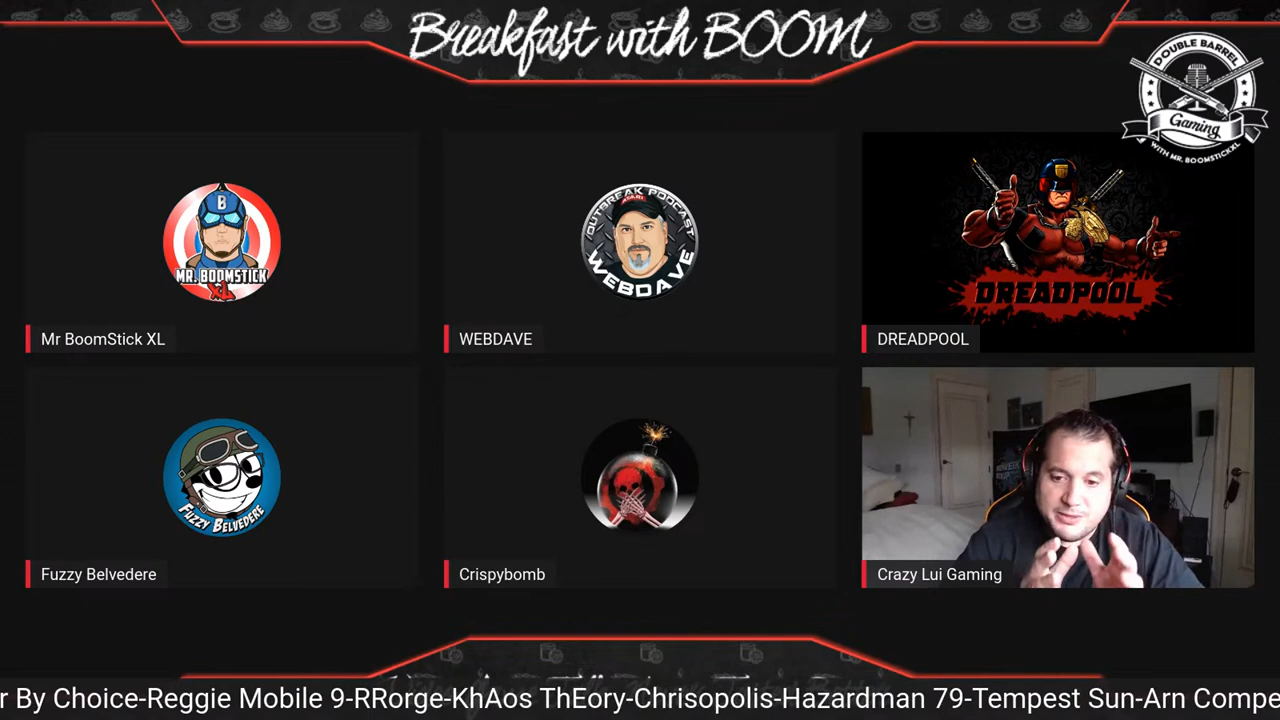 Breakfast with BOOM
DOUBLE BARREL
Gaming
WITH MR. BOOMSTICKXL
MR. BOOMSTICK
XL
Mr BoomStick XL
OUTBREAK PODCAST
ATARI
WEBDAVE
WEBDAVE
DREADPOOL
DREADPOOL
FUZZY BELVEDERE
Fuzzy Belvedere
Crispybomb
Crazy Lui Gaming
r By Choice-Reggie Mobile 9-RRorge-KhAos ThEory-Chrisopolis-Hazardman 79-Tempest Sun-Arn Compe